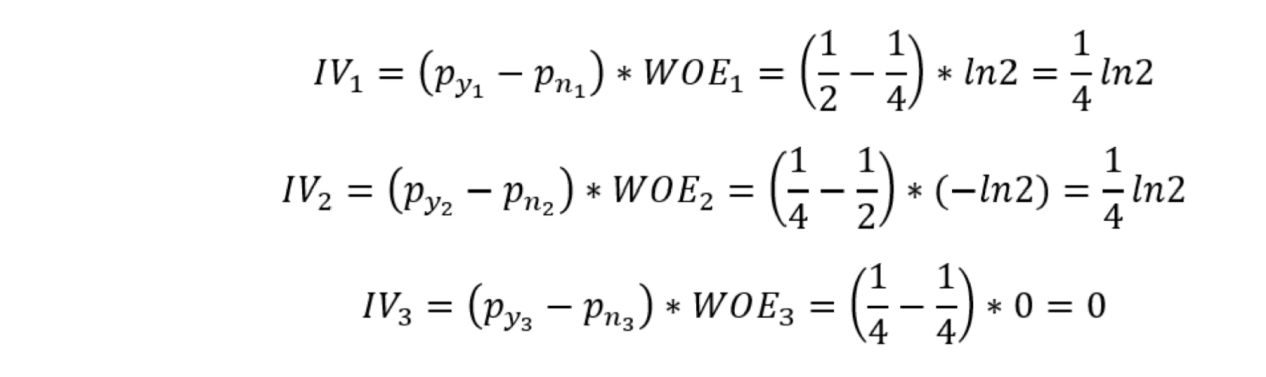 IV₁ = (p_{y₁} − p_{n₁}) * WOE₁ = (1/2 − 1/4) * ln2 = 1/4 ln2
IV₂ = (p_{y₂} − p_{n₂}) * WOE₂ = (1/4 − 1/2) * (−ln2) = 1/4 ln2
IV₃ = (p_{y₃} − p_{n₃}) * WOE₃ = (1/4 − 1/4) * 0 = 0